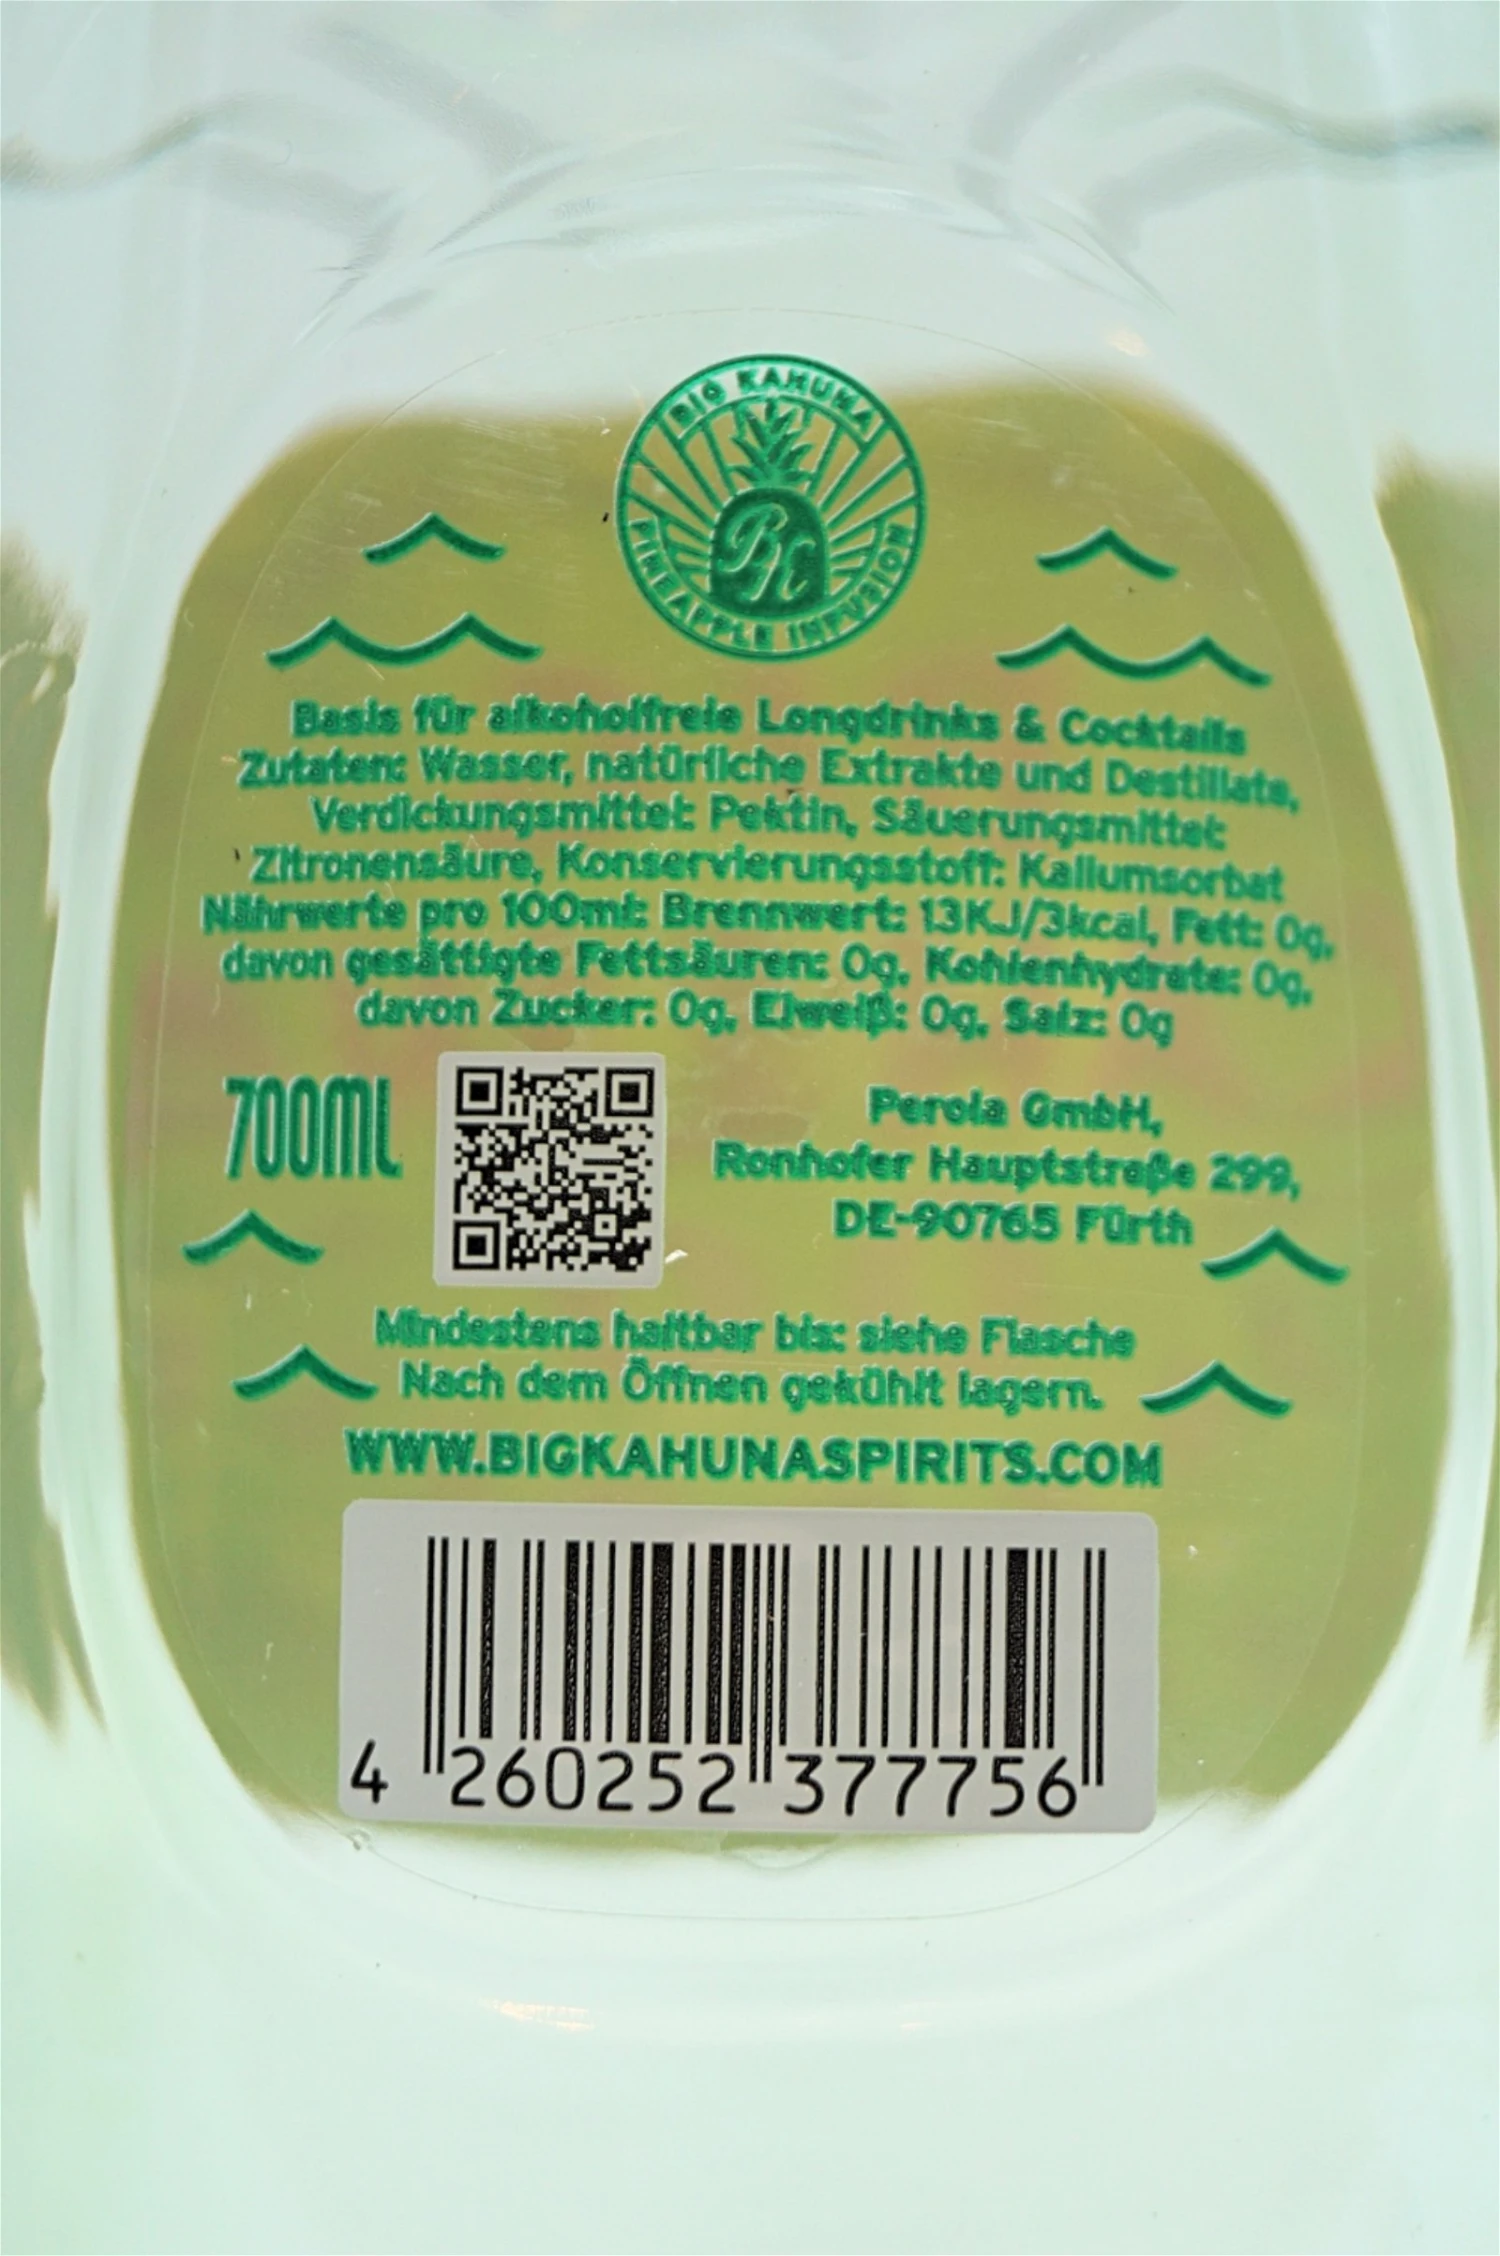 BIG KAHUNA
BK
PINEAPPLE INFUSION
Basis für alkoholfreie Longdrinks & Cocktails
Zutaten: Wasser, natürliche Extrakte und Destillate,
Verdickungsmittel: Pektin, Säuerungsmittel:
Zitronensäure, Konservierungsstoff: Kaliumsorbat
Nährwerte pro 100ml: Brennwert: 13KJ/3kcal, Fett: 0g,
davon gesättigte Fettsäuren: 0g, Kohlenhydrate: 0g,
davon Zucker: 0g, Eiweiß: 0g, Salz: 0g
700ML
Perola GmbH,
Ronhofer Hauptstraße 299,
DE-90765 Fürth
Mindestens haltbar bis: siehe Flasche
Nach dem Öffnen gekühlt lagern.
WWW.BIGKAHUNASPIRITS.COM
4 260252 377756